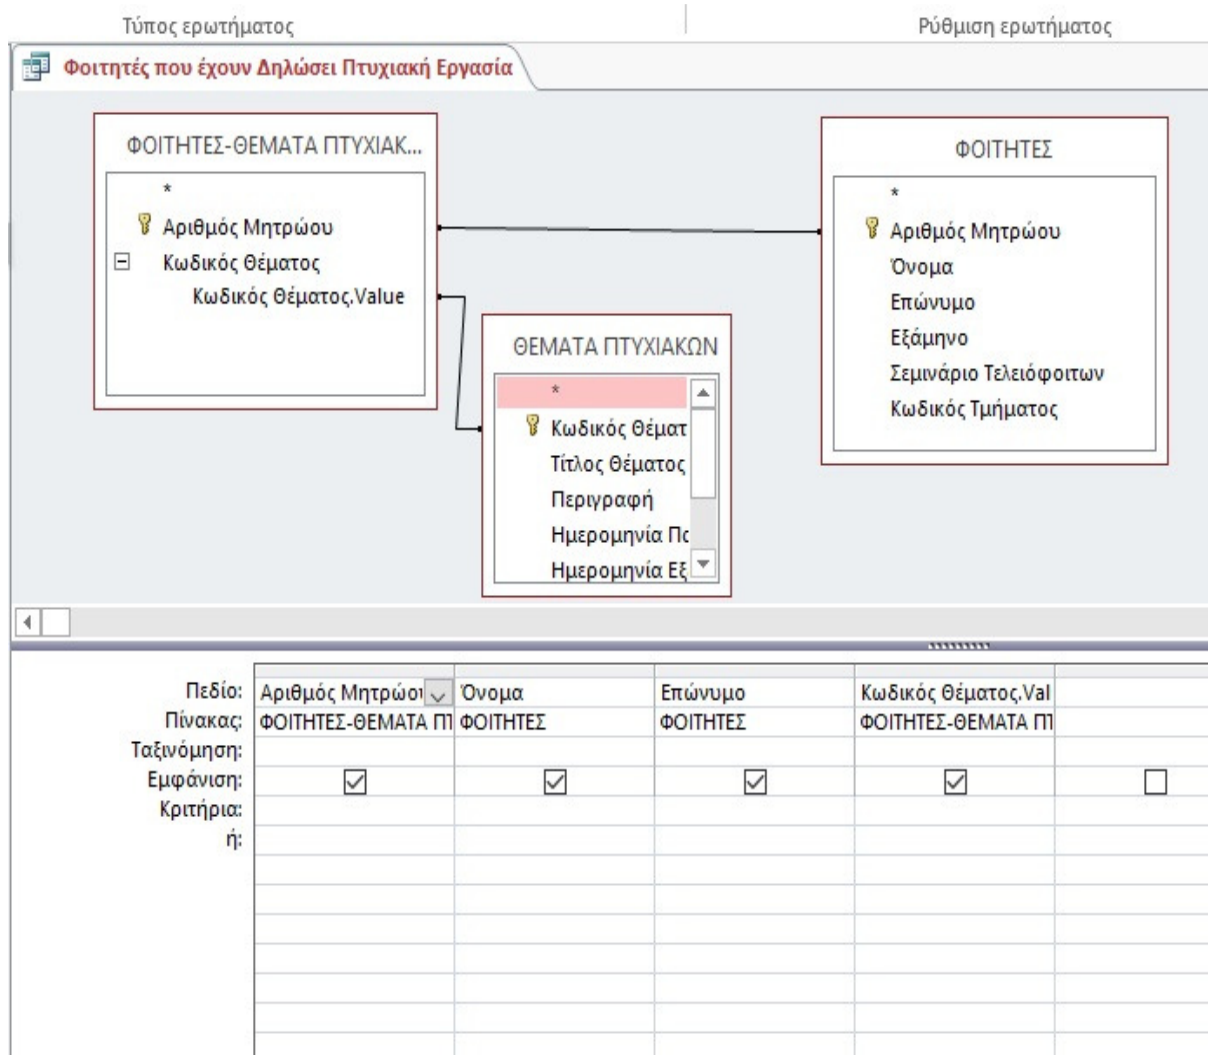 Τύπος ερωτήματος
Ρύθμιση ερωτήματος
Φοιτητές που έχουν Δηλώσει Πτυχιακή Εργασία
ΦΟΙΤΗΤΕΣ-ΘΕΜΑΤΑ ΠΤΥΧΙΑΚ...
*
Αριθμός Μητρώου
Κωδικός Θέματος
Κωδικός Θέματος.Value
ΦΟΙΤΗΤΕΣ
*
Αριθμός Μητρώου
Όνομα
Επώνυμο
Εξάμηνο
Σεμινάριο Τελειόφοιτων
Κωδικός Τμήματος
ΘΕΜΑΤΑ ΠΤΥΧΙΑΚΩΝ
*
Κωδικός Θέματ
Τίτλος Θέματος
Περιγραφή
Ημερομηνία Πα
Ημερομηνία Εξ
Πεδίο: Αριθμός Μητρώου Όνομα Επώνυμο Κωδικός Θέματος.Val
Πίνακας: ΦΟΙΤΗΤΕΣ-ΘΕΜΑΤΑ ΠΤ ΦΟΙΤΗΤΕΣ ΦΟΙΤΗΤΕΣ ΦΟΙΤΗΤΕΣ-ΘΕΜΑΤΑ ΠΤ
Ταξινόμηση:
Εμφάνιση:
Κριτήρια:
ή: